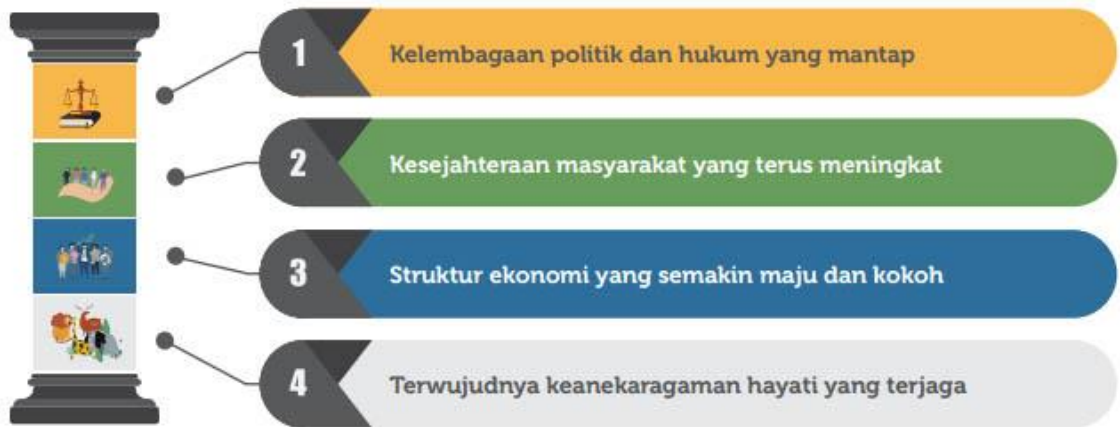 1
Kelembagaan politik dan hukum yang mantap
2
Kesejahteraan masyarakat yang terus meningkat
3
Struktur ekonomi yang semakin maju dan kokoh
4
Terwujudnya keanekaragaman hayati yang terjaga